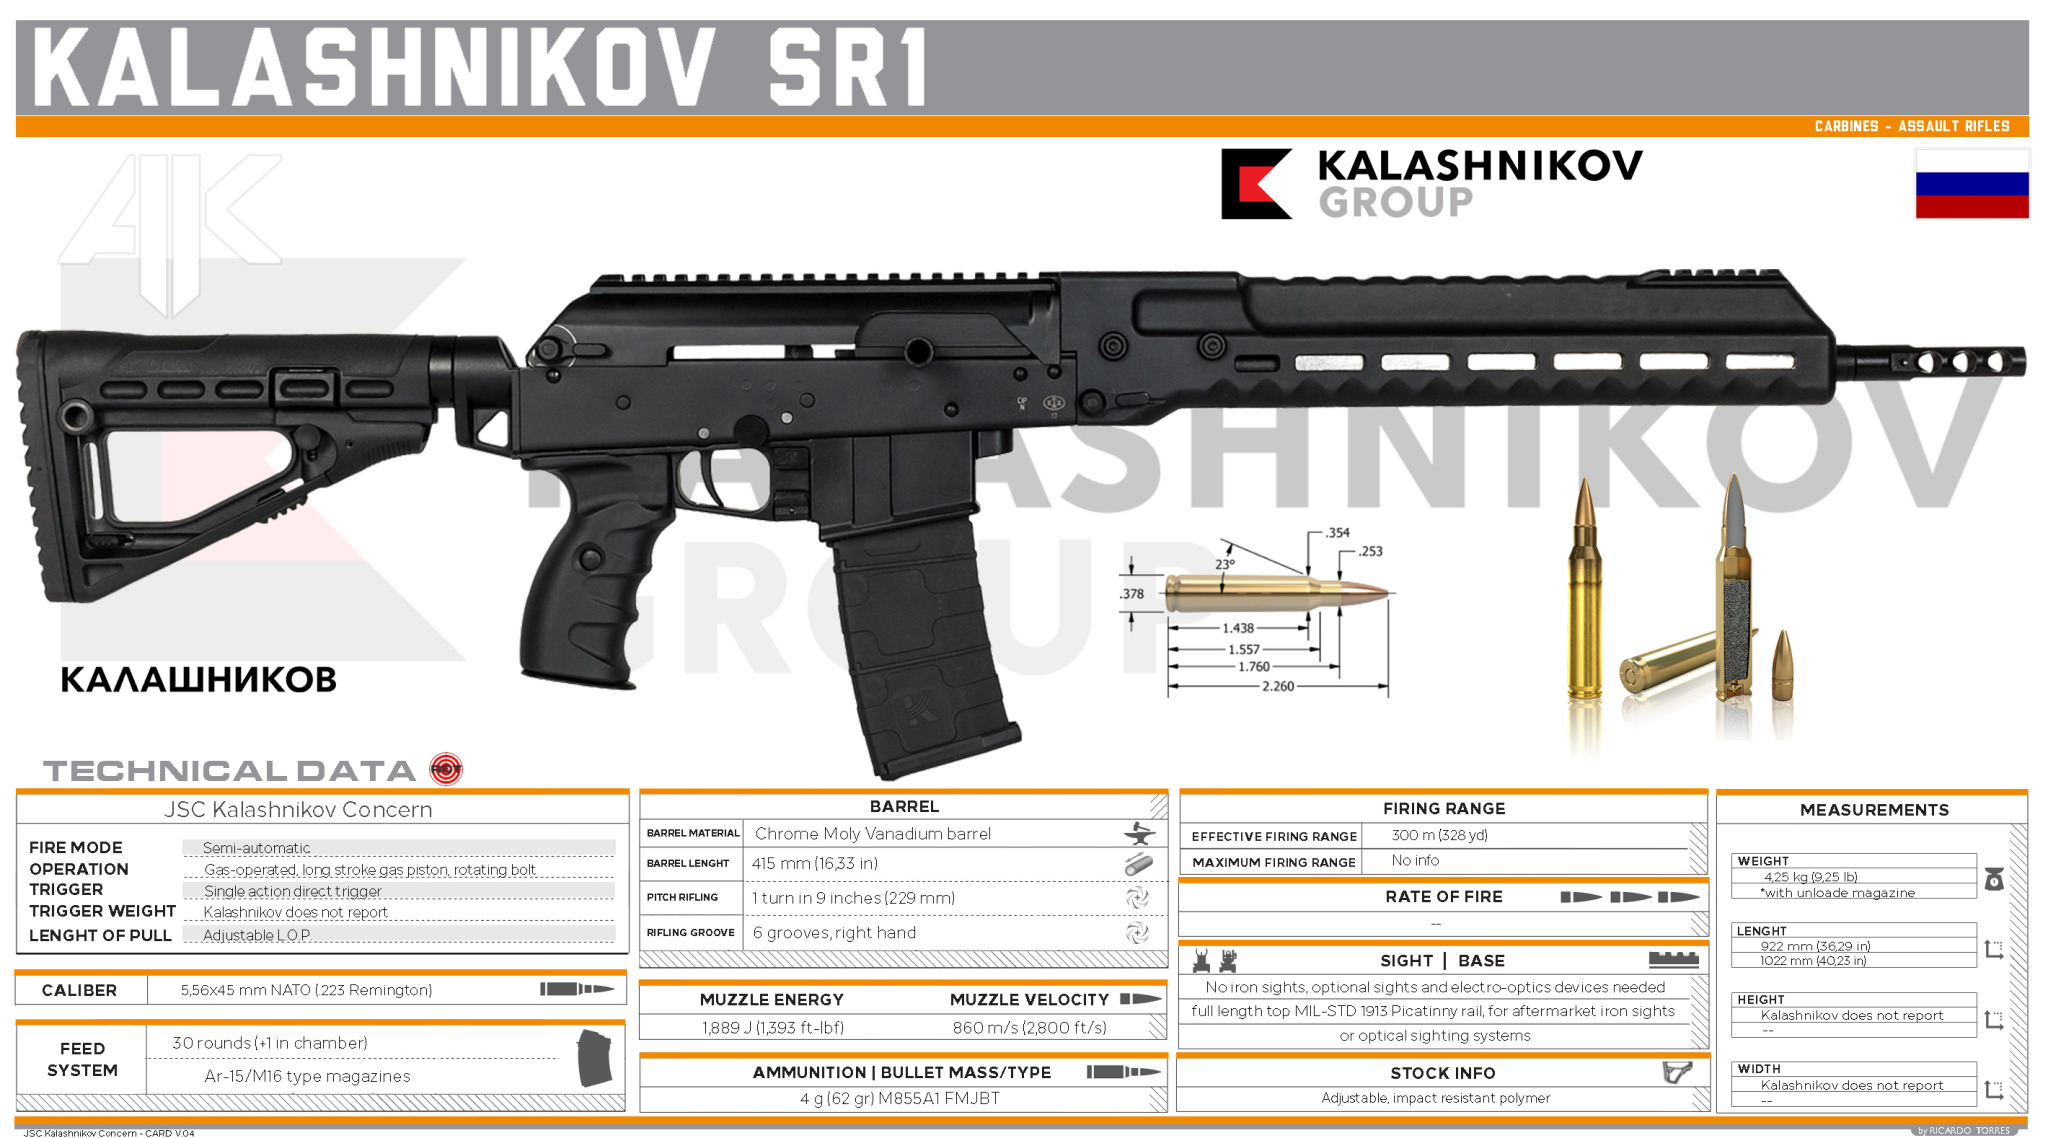 KALASHNIKOV SR1
CARBINES - ASSAULT RIFLES
AK
KALASHNIKOV
GROUP
KALASHNIKOV
GROUP
CIP
N
17
КАЛАШНИКОВ
.354
.253
23°
.378
1.438
1.557
1.760
2.260
TECHNICAL DATA
JSC Kalashnikov Concern
FIRE MODE Semi-automatic
OPERATION Gas-operated, long stroke gas piston, rotating bolt
TRIGGER Single action direct trigger
TRIGGER WEIGHT Kalashnikov does not report
LENGHT OF PULL Adjustable L.O.P.
CALIBER 5,56x45 mm NATO (.223 Remington)
FEED SYSTEM
30 rounds (+1 in chamber)
Ar-15/M16 type magazines
BARREL
BARREL MATERIAL Chrome Moly Vanadium barrel
BARREL LENGHT 415 mm (16,33 in)
PITCH RIFLING 1 turn in 9 inches (229 mm)
RIFLING GROOVE 6 grooves, right hand
MUZZLE ENERGY MUZZLE VELOCITY
1,889 J (1,393 ft-lbf) 860 m/s (2,800 ft/s)
AMMUNITION | BULLET MASS/TYPE
4 g (62 gr) M855A1 FMJBT
FIRING RANGE
EFFECTIVE FIRING RANGE 300 m (328 yd)
MAXIMUM FIRING RANGE No info
RATE OF FIRE
--
SIGHT | BASE
No iron sights, optional sights and electro-optics devices needed
full length top MIL-STD 1913 Picatinny rail, for aftermarket iron sights
or optical sighting systems
STOCK INFO
Adjustable, impact resistant polymer
MEASUREMENTS
WEIGHT
4,25 kg (9,25 lb)
*with unloade magazine
LENGHT
922 mm (36,29 in)
1022 mm (40,23 in)
HEIGHT
Kalashnikov does not report
--
WIDTH
Kalashnikov does not report
--
JSC Kalashnikov Concern - CARD V.04
by RICARDO TORRES